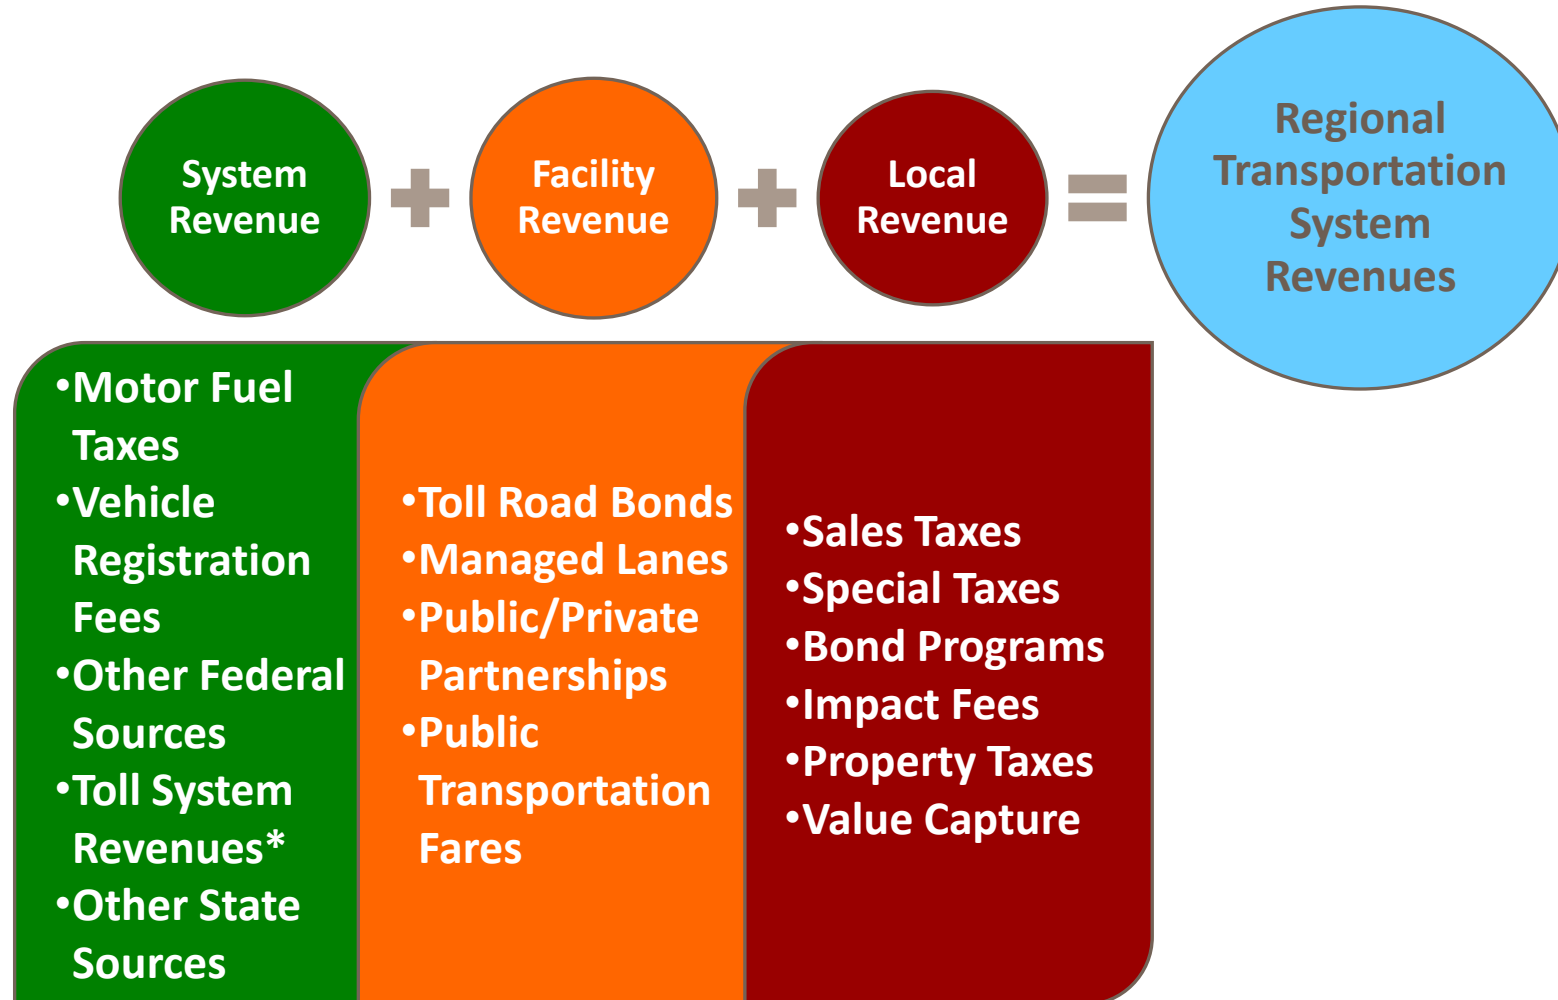 System
Revenue
Facility
Revenue
Local
Revenue
Regional
Transportation
System
Revenues
•Motor Fuel
Taxes
•Vehicle
Registration
Fees
•Other Federal
Sources
•Toll System
Revenues*
•Other State
Sources
•Toll Road Bonds
•Managed Lanes
•Public/Private
Partnerships
•Public
Transportation
Fares
•Sales Taxes
•Special Taxes
•Bond Programs
•Impact Fees
•Property Taxes
•Value Capture